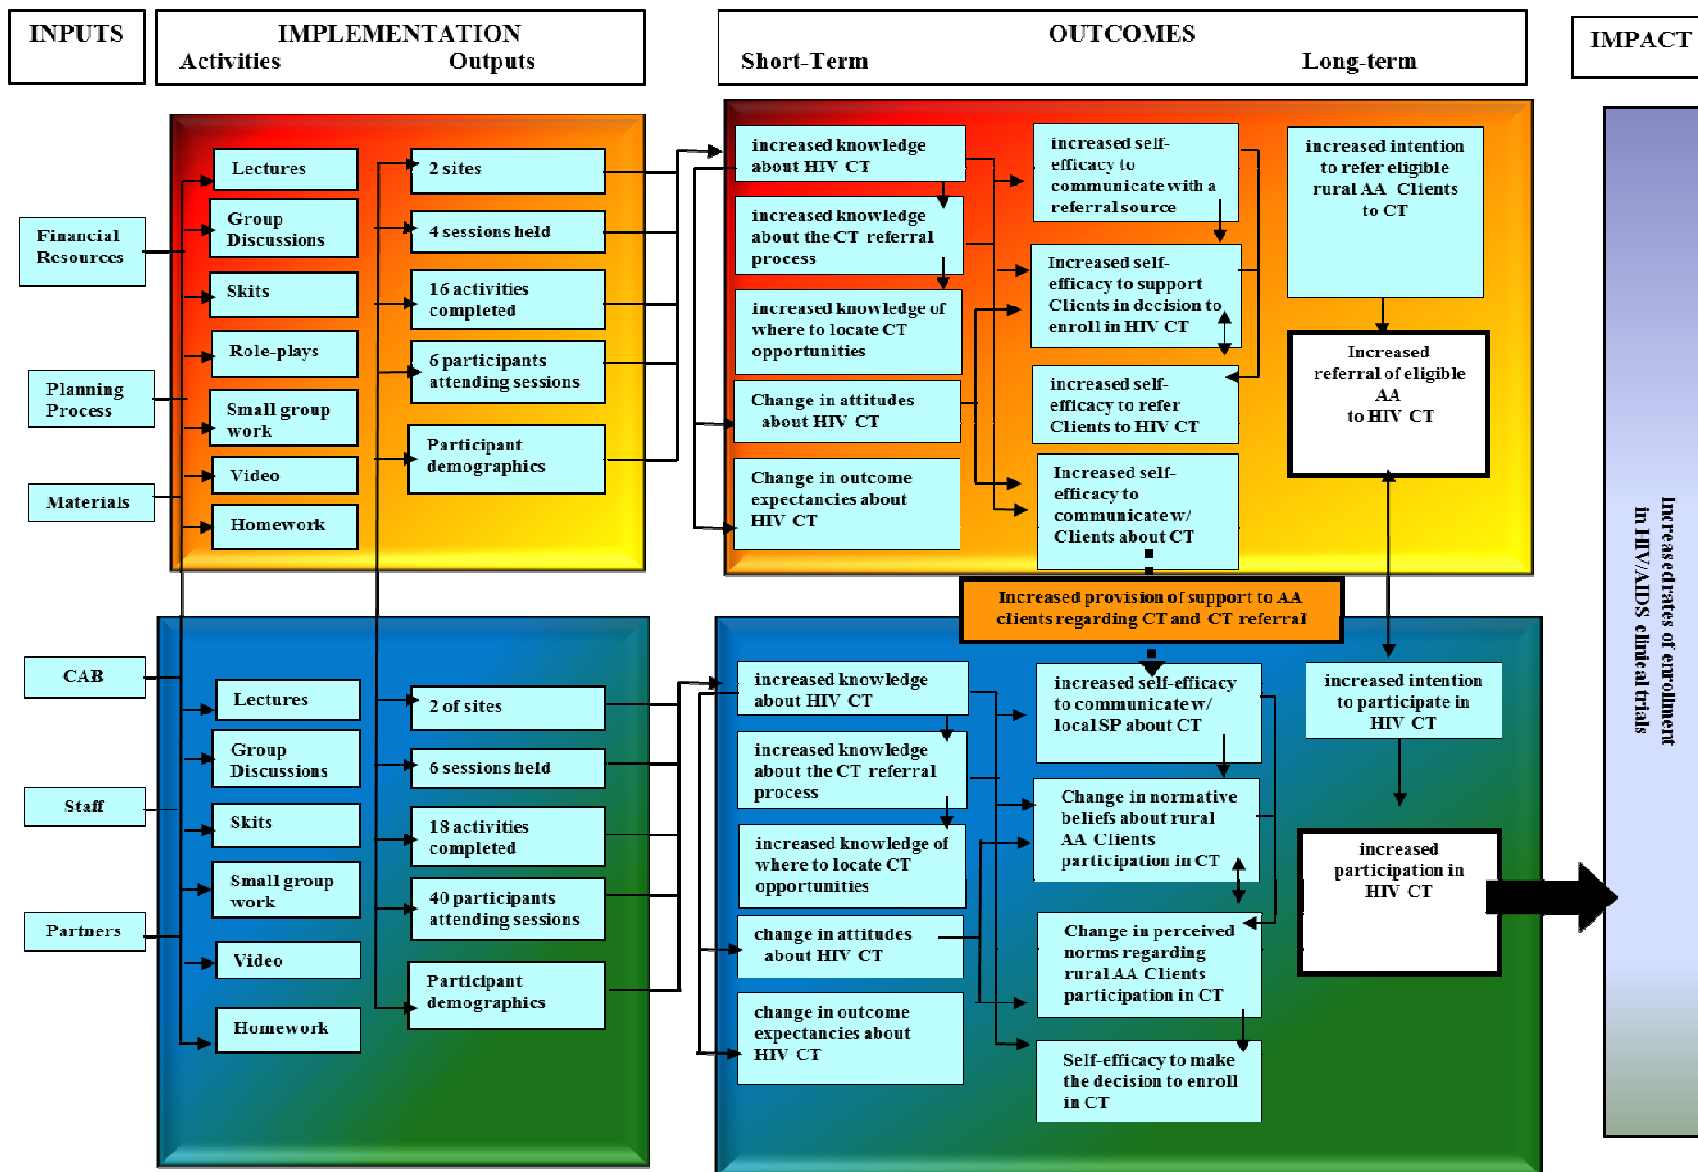 INPUTS
IMPLEMENTATION
Activities
Outputs
OUTCOMES
Short-Term
Long-term
IMPACT
Financial
Resources
Planning
Process
Materials
CAB
Staff
Partners
Lectures
Group
Discussions
Skits
Role-plays
Small group
work
Video
Homework
2 sites
4 sessions held
16 activities
completed
6 participants
attending sessions
Participant
demographics
increased knowledge
about HIV CT
increased knowledge
about the CT referral
process
increased knowledge of
where to locate CT
opportunities
Change in attitudes
about HIV CT
Change in outcome
expectancies about
HIV CT
increased self-
efficacy to
communicate with a
referral source
Increased self-
efficacy to support
Clients in decision to
enroll in HIV CT
increased self-
efficacy to refer
Clients to HIV CT
Increased self-
efficacy to
communicate w/
Clients about CT
increased intention
to refer eligible
rural AA Clients
to CT
Increased
referral of eligible
AA
to HIV CT
Increased provision of support to AA
clients regarding CT and CT referral
Lectures
Group
Discussions
Skits
Small group
work
Video
Homework
2 of sites
6 sessions held
18 activities
completed
40 participants
attending sessions
Participant
demographics
increased knowledge
about HIV CT
increased knowledge
about the CT referral
process
increased knowledge of
where to locate CT
opportunities
change in attitudes
about HIV CT
change in outcome
expectancies about
HIV CT
increased self-efficacy
to communicate w/
local SP about CT
Change in normative
beliefs about rural
AA Clients
participation in CT
Change in perceived
norms regarding
rural AA Clients
participation in CT
Self-efficacy to make
the decision to enroll
in CT
increased intention
to participate in
HIV CT
increased
participation in
HIV CT
Increased rates of enrollment
in HIV/AIDS clinical trials